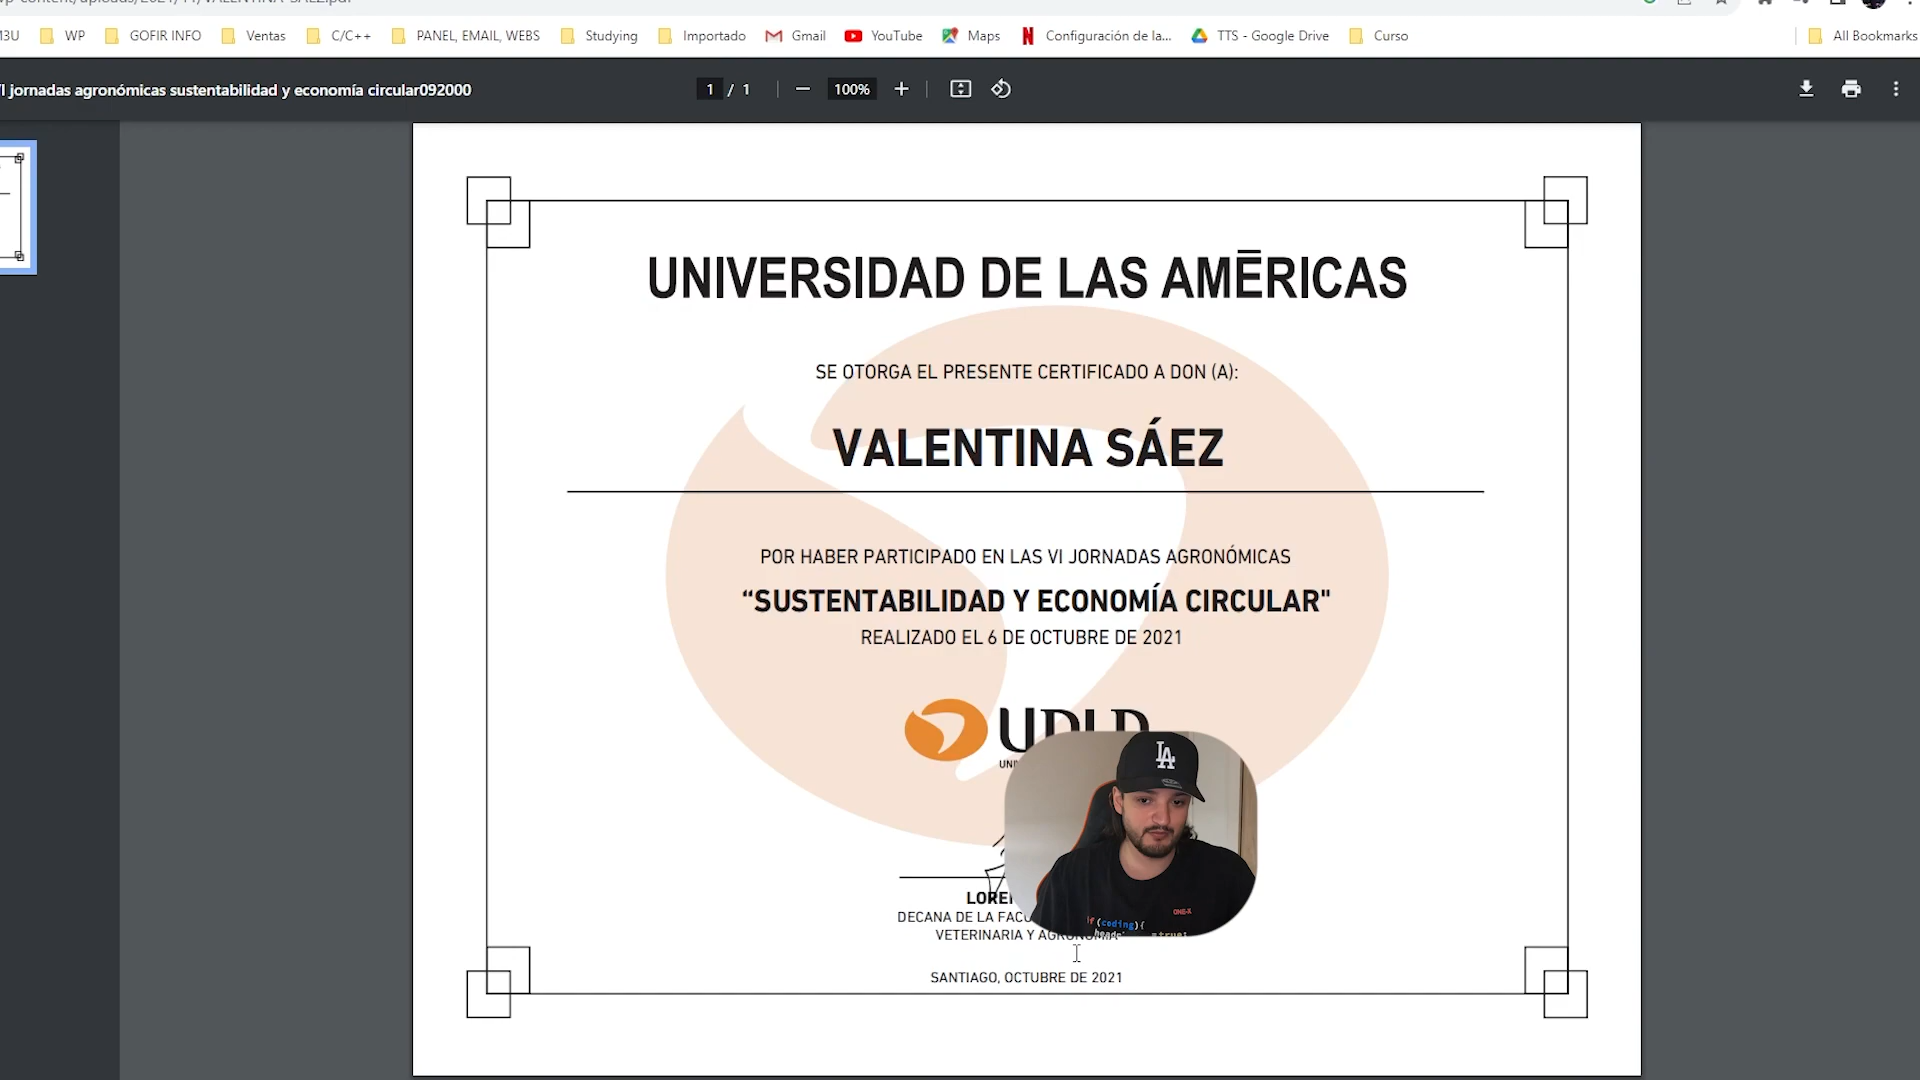 WP
GOFIR INFO
Ventas
C/C++
PANEL, EMAIL, WEBS
Studying
Importado
Gmail
YouTube
Maps
Configuración de la...
TTS - Google Drive
Curso
All Bookmarks
jornadas agronómicas sustentabilidad y economía circular092000
1 / 1
100%
UNIVERSIDAD DE LAS AMĒRICAS
SE OTORGA EL PRESENTE CERTIFICADO A DON (A):
VALENTINA SÁEZ
POR HABER PARTICIPADO EN LAS VI JORNADAS AGRONÓMICAS
“SUSTENTABILIDAD Y ECONOMÍA CIRCULAR"
REALIZADO EL 6 DE OCTUBRE DE 2021
LA
DECANA DE LA
ONE-X
if(coding){
VETERINARIA Y
SANTIAGO, OCTUBRE DE 2021